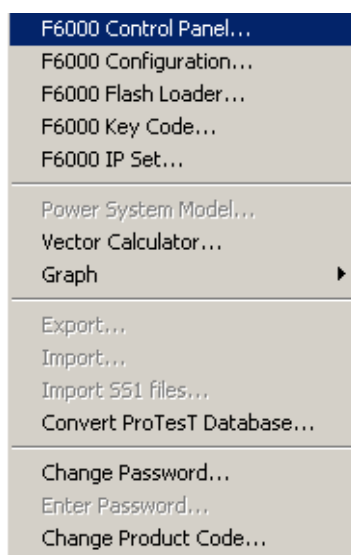 F6000 Control Panel...
F6000 Configuration...
F6000 Flash Loader...
F6000 Key Code...
F6000 IP Set...
Power System Model...
Vector Calculator...
Graph
Export...
Import...
Import SS1 files...
Convert ProTesT Database...
Change Password...
Enter Password...
Change Product Code...